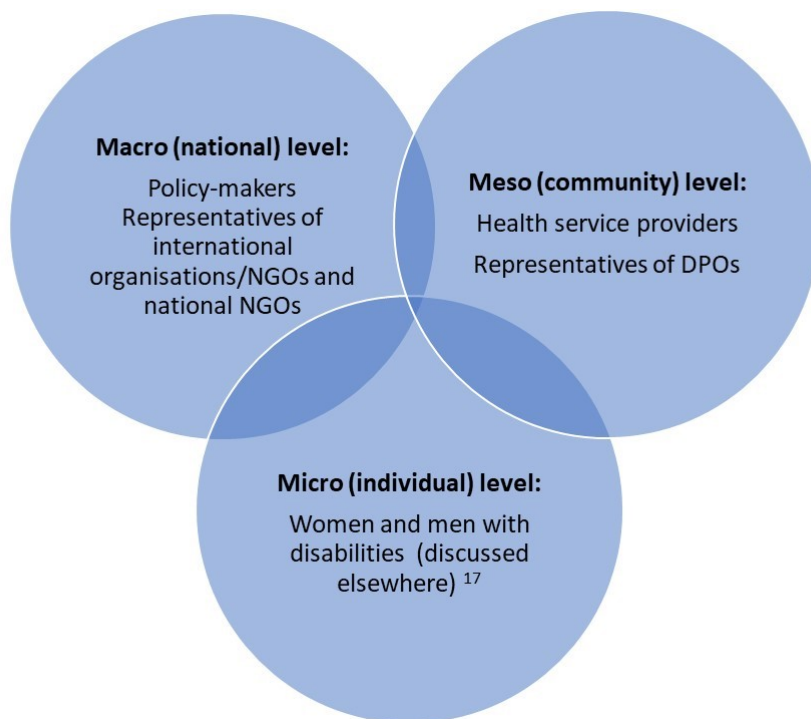 Macro (national) level:
Policy-makers
Representatives of
international
organisations/NGOs and
national NGOs
Meso (community) level:
Health service providers
Representatives of DPOs
Micro (individual) level:
Women and men with
disabilities (discussed
elsewhere) 17